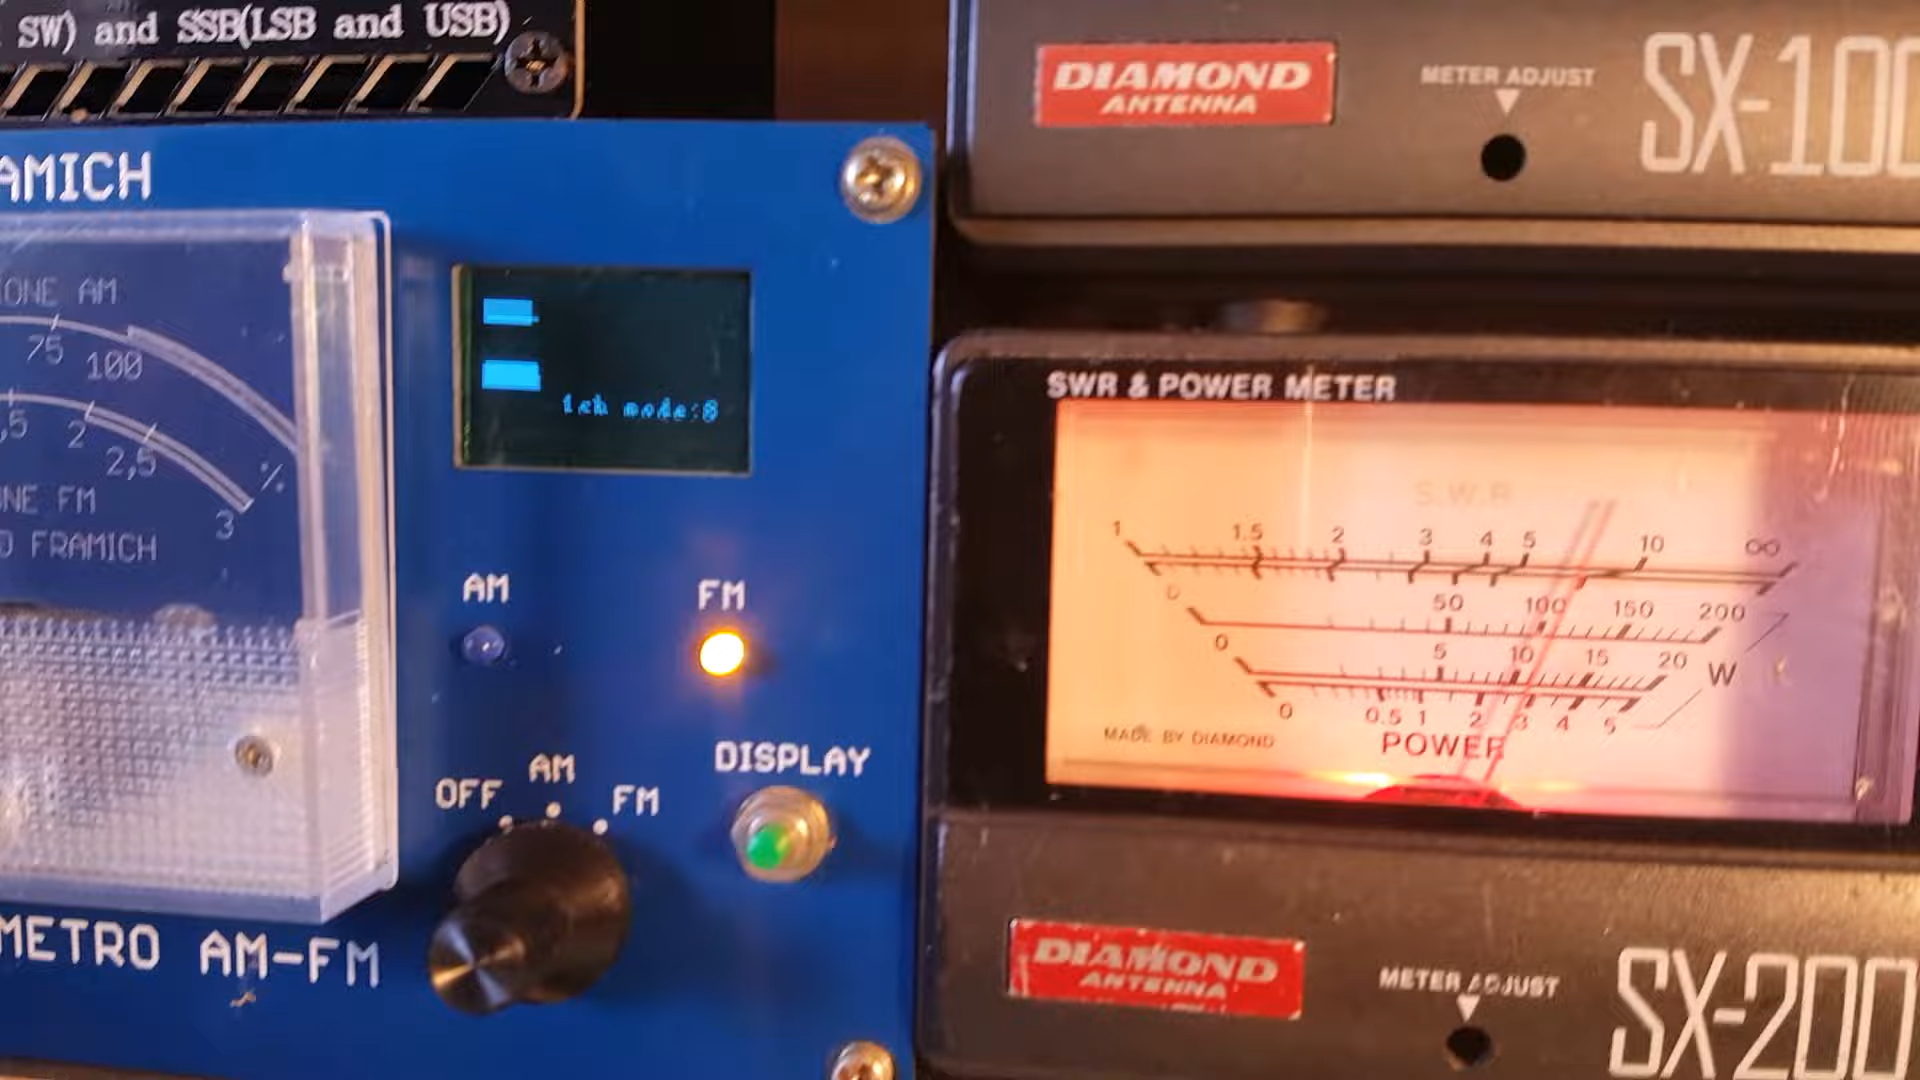 SW) and SSB(LSB and USB)
AMICH
ONE AM
75 100
,5 2 2,5 3 %
NE FM
O FRAMICH
1ch mode:8
AM FM
OFF AM FM
DISPLAY
METRO AM-FM
DIAMOND
ANTENNA
METER ADJUST
SX-100
SWR & POWER METER
S.W.R
1 1.5 2 3 4 5 10 ∞
0 50 100 150 200
0 5 10 15 20 W
0 0.5 1 2 3 4 5
MADE BY DIAMOND
POWER
DIAMOND
ANTENNA
METER ADJUST
SX-200